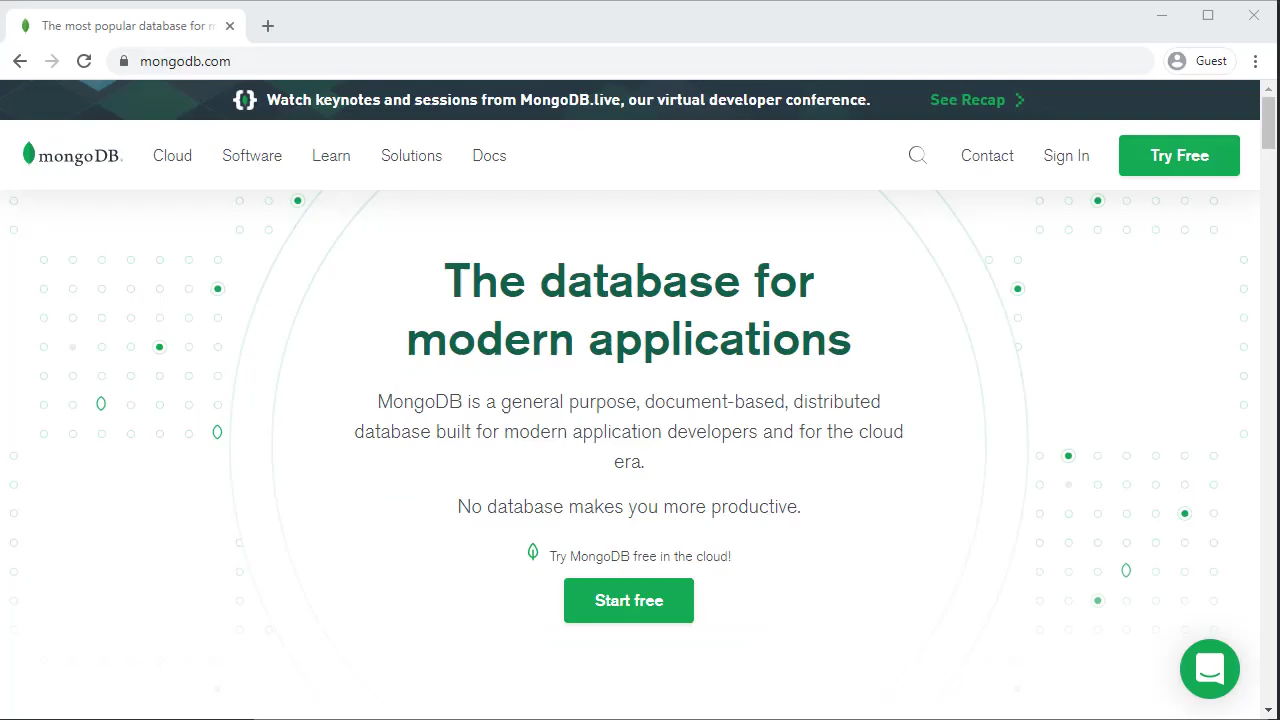 The most popular database for m
mongodb.com
Guest
Watch keynotes and sessions from MongoDB.live, our virtual developer conference.
See Recap
mongoDB.
Cloud
Software
Learn
Solutions
Docs
Contact
Sign In
Try Free
The database for
modern applications
MongoDB is a general purpose, document-based, distributed
database built for modern application developers and for the cloud
era.
No database makes you more productive.
Try MongoDB free in the cloud!
Start free